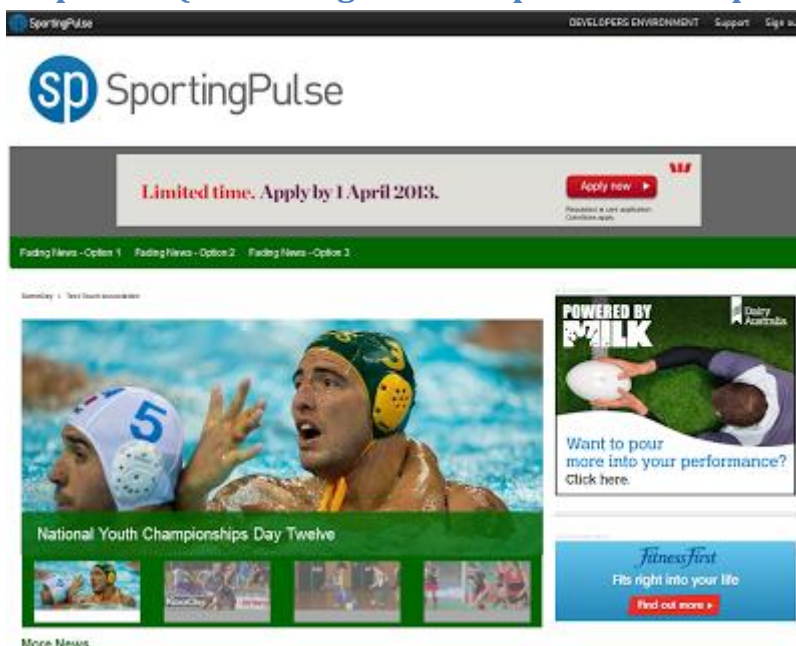 SportingPulse
DEVELOPERS ENVIRONMENT Support Sign
sp SportingPulse
Limited time. Apply by 1 April 2013.
Apply now
Fading News - Option 1 Fading News - Option 2 Fading News - Option 3
POWERED BY
MILK
Dairy
Australia
5
3
Want to pour
more into your performance?
Click here.
National Youth Championships Day Twelve
Fitness First
Fits right into your life
Find out more
More News